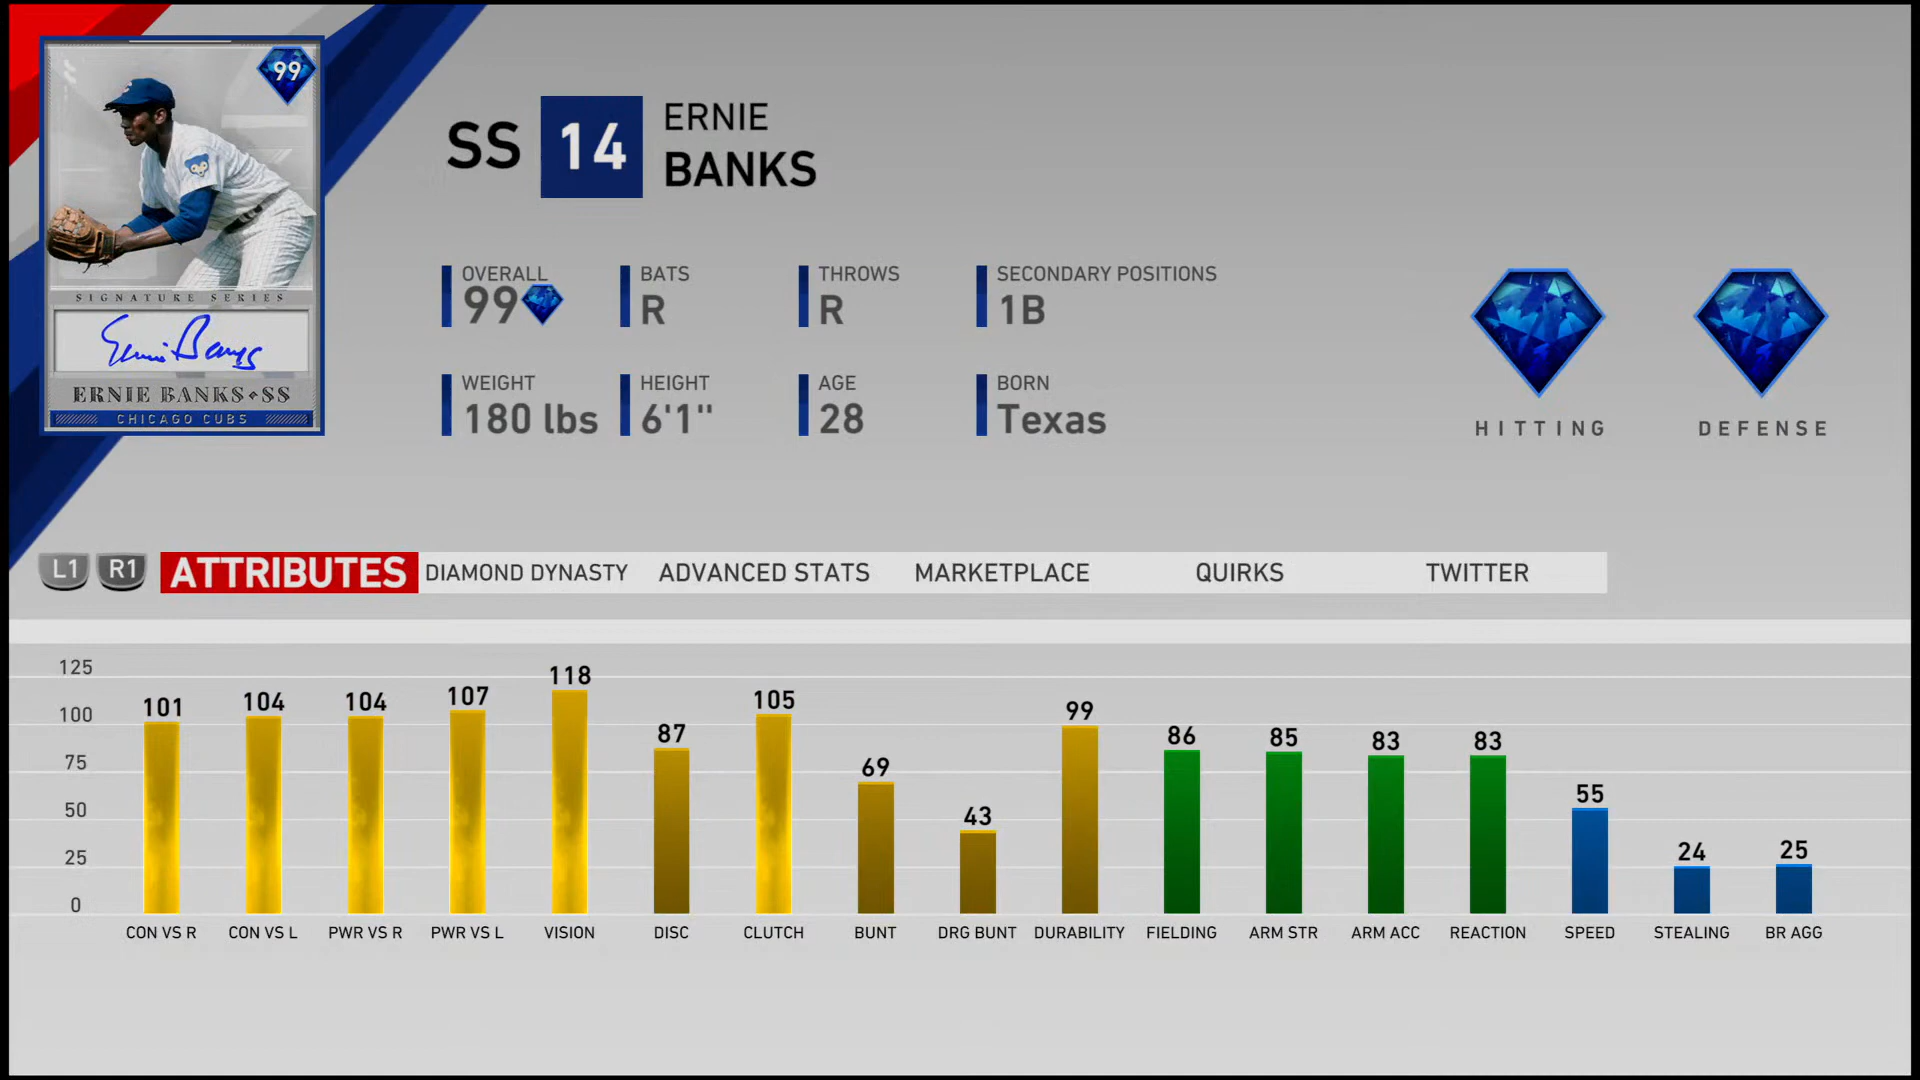 99
SIGNATURE SERIES
Ernie Banks
ERNIE BANKS SS
CHICAGO CUBS
SS 14 ERNIE
BANKS
OVERALL BATS THROWS SECONDARY POSITIONS
99 R R 1B
WEIGHT HEIGHT AGE BORN
180 lbs 6'1" 28 Texas
HITTING DEFENSE
L1 R1 ATTRIBUTES DIAMOND DYNASTY ADVANCED STATS MARKETPLACE QUIRKS TWITTER
125
100
75
50
25
0
101 104 104 107 118 87 105 69 43 99 86 85 83 83 55 24 25
CON VS R CON VS L PWR VS R PWR VS L VISION DISC CLUTCH BUNT DRG BUNT DURABILITY FIELDING ARM STR ARM ACC REACTION SPEED STEALING BR AGG